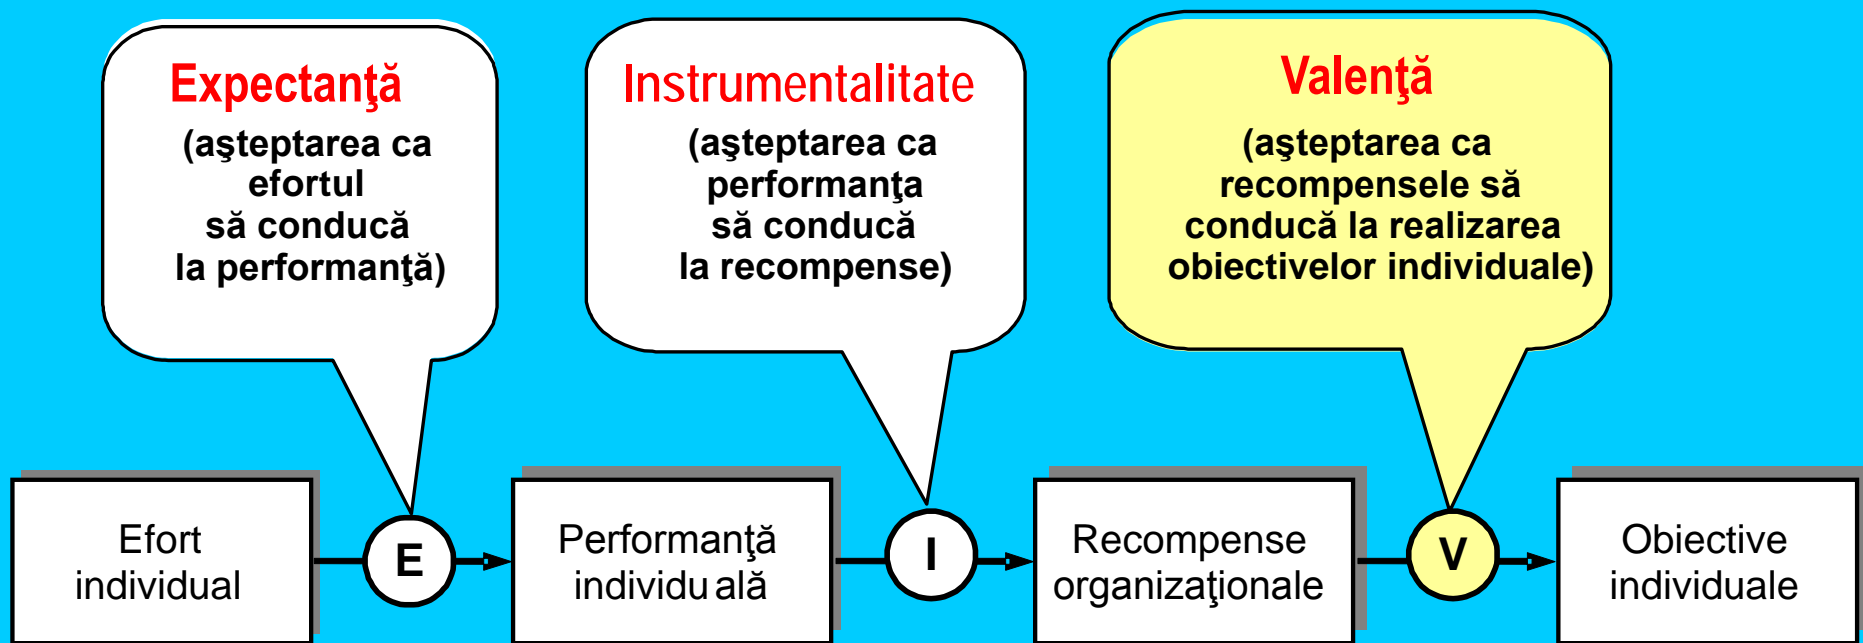 Expectanţă
(aşteptarea ca
efortul
să conducă
la performanţă)
Instrumentalitate
(aşteptarea ca
performanţa
să conducă
la recompense)
Valenţă
(aşteptarea ca
recompensele să
conducă la realizarea
obiectivelor individuale)
Efort
individual
E
Performanţă
individu ală
I
Recompense
organizaţionale
V
Obiective
individuale